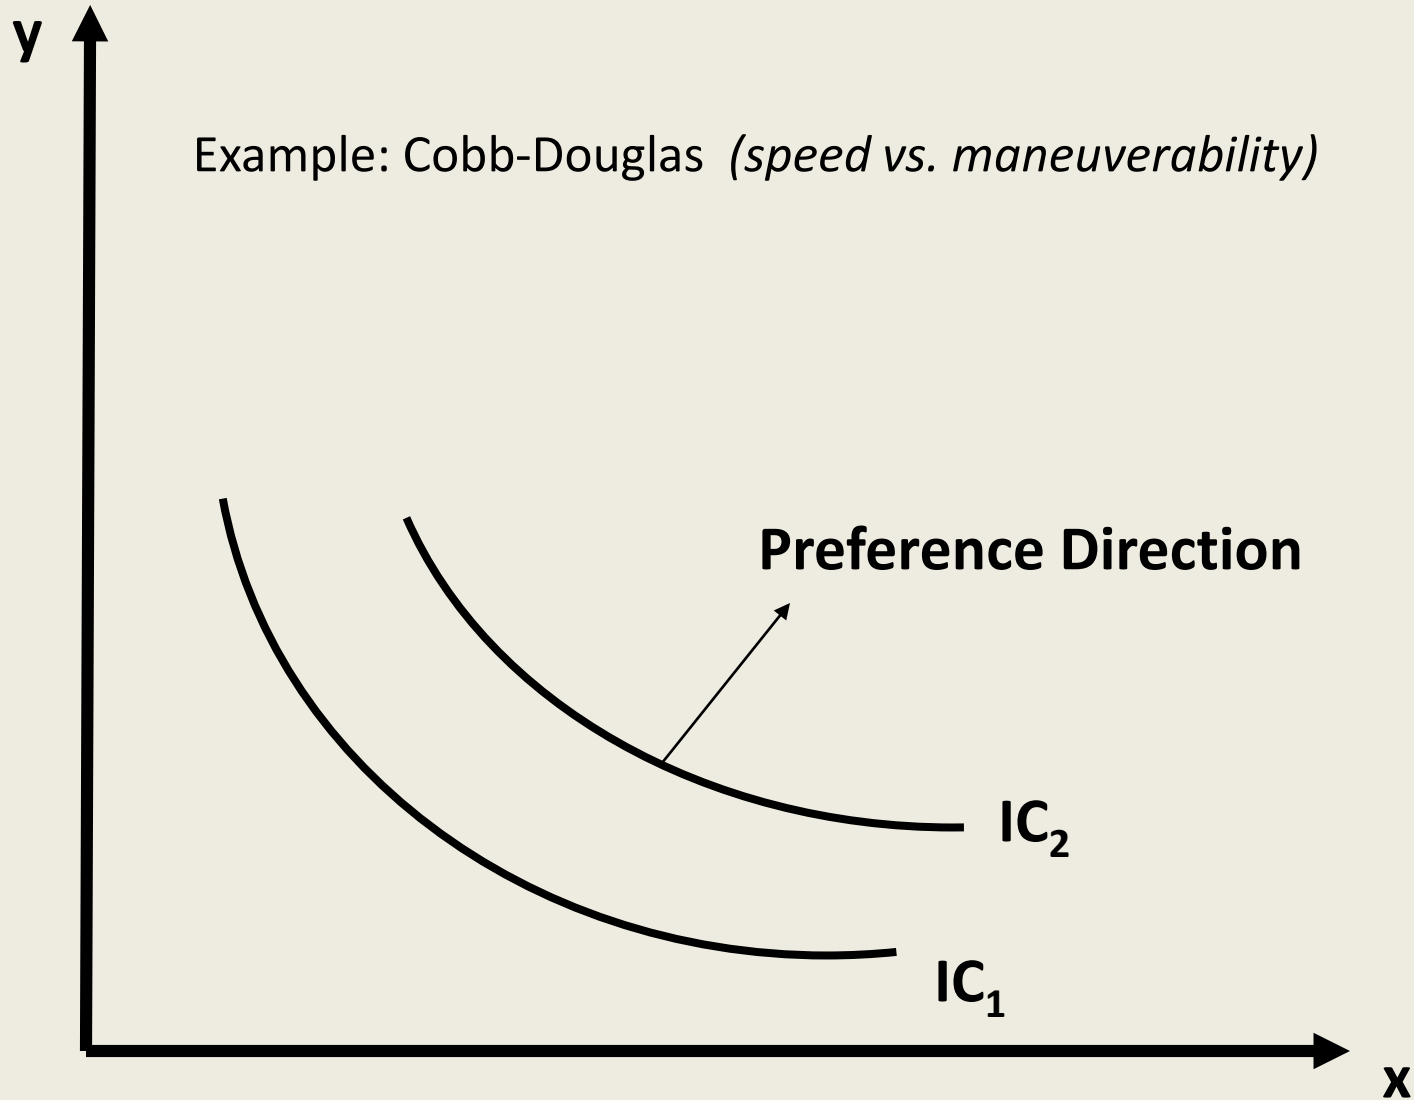 y
Example: Cobb-Douglas (speed vs. maneuverability)
Preference Direction
IC₂
IC₁
x